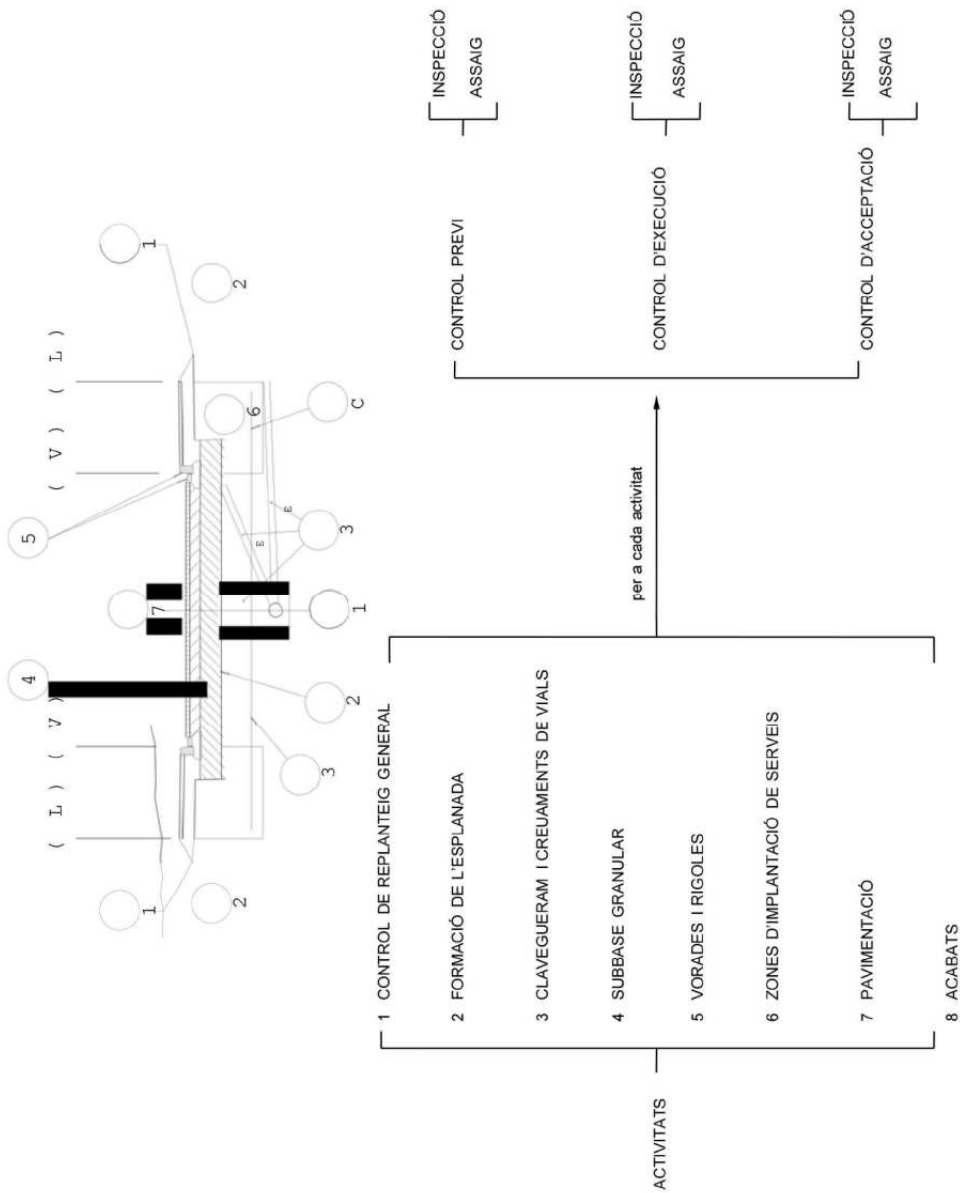 ( L ) ( V )
( V ) ( L )
4
5
1
7
1
2
6
2
3
2
1
3
C
E
E
ACTIVITATS
1 CONTROL DE REPLANTEIG GENERAL
2 FORMACIÓ DE L'ESPLANADA
3 CLAVEGUERAM I CREUAMENTS DE VIALS
4 SUBBASE GRANULAR
5 VORADES I RIGOLES
6 ZONES D'IMPLANTACIÓ DE SERVEIS
7 PAVIMENTACIÓ
8 ACABATS
per a cada activitat
CONTROL PREVI
INSPECCIÓ
ASSAIG
CONTROL D'EXECUCIÓ
INSPECCIÓ
ASSAIG
CONTROL D'ACCEPTACIÓ
INSPECCIÓ
ASSAIG